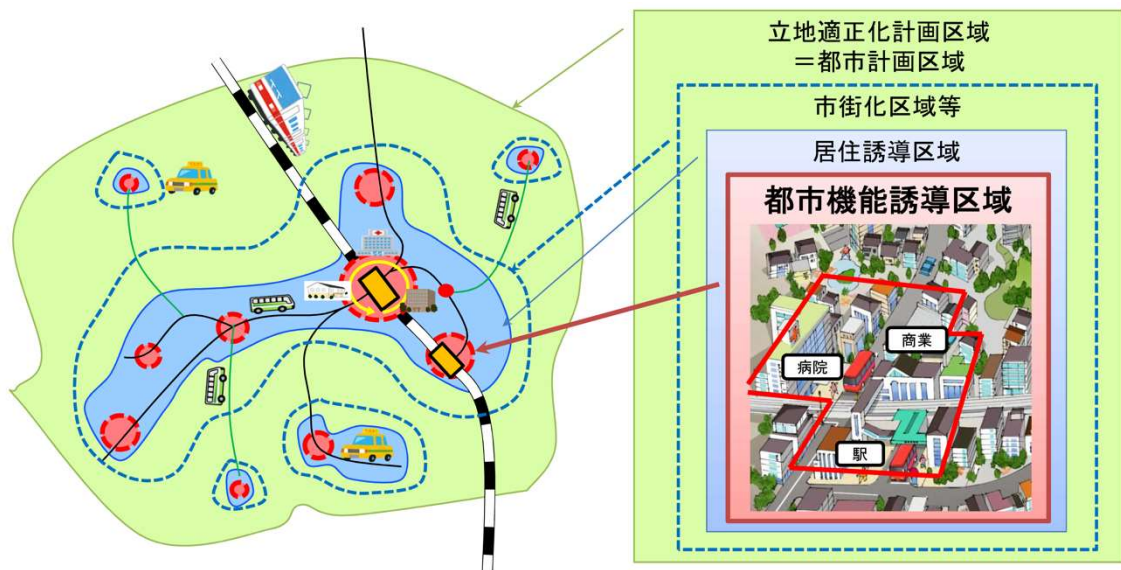 立地適正化計画区域
＝都市計画区域
市街化区域等
居住誘導区域
都市機能誘導区域
商業
病院
駅